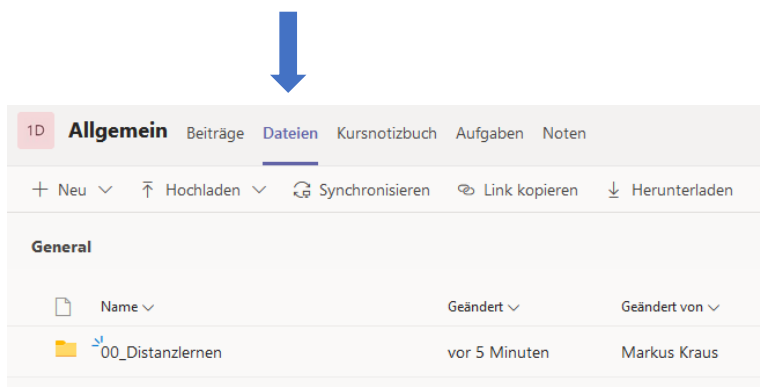 1D Allgemein Beiträge Dateien Kursnotizbuch Aufgaben Noten
Neu Hochladen Synchronisieren Link kopieren Herunterladen
General
Name Geändert Geändert von
00_Distanzlernen vor 5 Minuten Markus Kraus